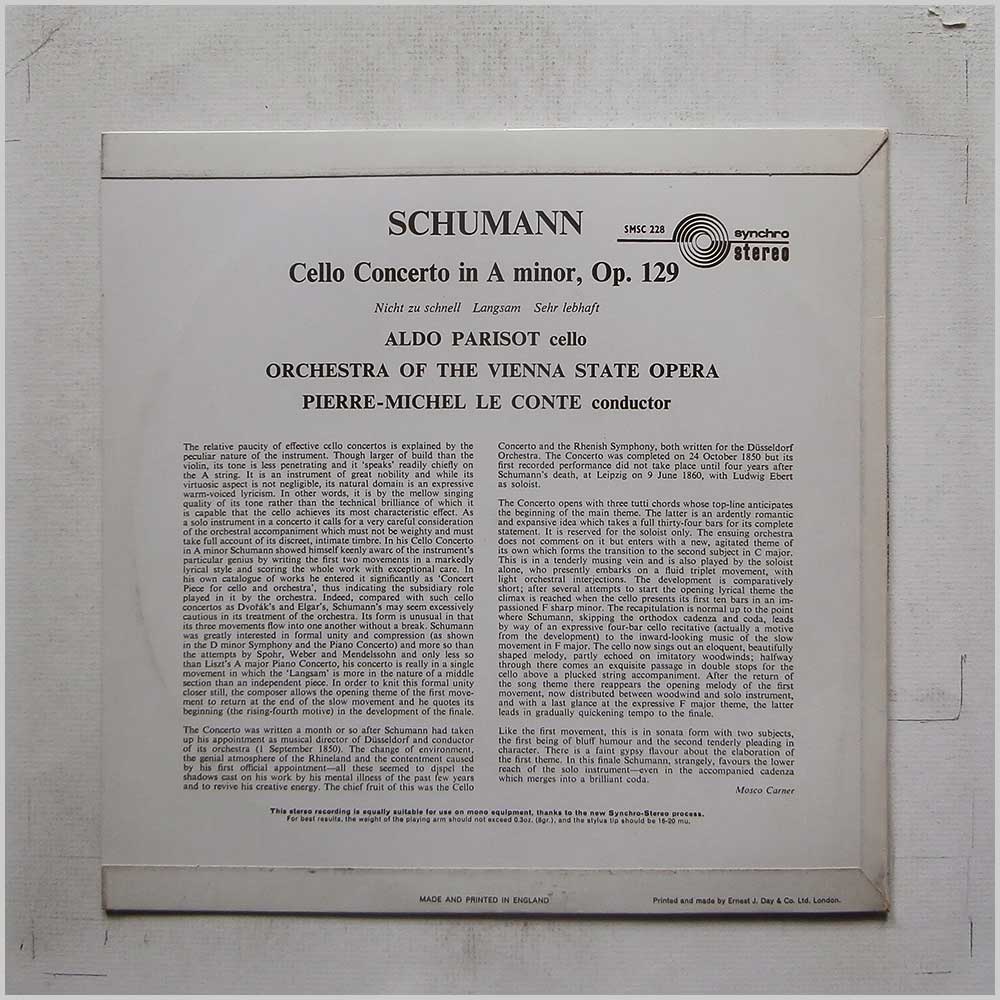 SCHUMANN
SMSC 228
synchro
stereo
Cello Concerto in A minor, Op. 129
Nicht zu schnell Langsam Sehr lebhaft
ALDO PARISOT cello
ORCHESTRA OF THE VIENNA STATE OPERA
PIERRE-MICHEL LE CONTE conductor
The relative paucity of effective cello concertos is explained by the
peculiar nature of the instrument. Though larger of build than the
violin, its tone is less penetrating and it 'speaks' readily chiefly on
the A string. It is an instrument of great nobility and while its
virtuosic aspect is not negligible, its natural domain is an expressive
warm-voiced lyricism. In other words, it is by the mellow singing
quality of its tone rather than the technical brilliance of which it
is capable that the cello achieves its most characteristic effect. As
a solo instrument in a concerto it calls for a very careful consideration
of the orchestral accompaniment which must not be weighty and must
take full account of its discreet, intimate timbre. In his Cello Concerto
in A minor Schumann showed himself keenly aware of the instrument's
particular genius by writing the first two movements in a markedly
lyrical style and scoring the whole work with exceptional care. In
his own catalogue of works he entered it significantly as 'Concert
Piece for cello and orchestra', thus indicating the subsidiary role
played in it by the orchestra. Indeed, compared with such cello
concertos as Dvořák's and Elgar's, Schumann's may seem excessively
cautious in its treatment of the orchestra. Its form is unusual in that
its three movements flow into one another without a break. Schumann
was greatly interested in formal unity and compression (as shown
in the D minor Symphony and the Piano Concerto) and more so than
the attempts by Spohr, Weber and Mendelssohn and only less so
than Liszt's A major Piano Concerto, his concerto is really in a single
movement in which the 'Langsam' is more in the nature of a middle
section than an independent piece. In order to knit this formal unity
closer still, the composer allows the opening theme of the first move-
ment to return at the end of the slow movement and he quotes its
beginning (the rising-fourth motive) in the development of the finale.
The Concerto was written a month or so after Schumann had taken
up his appointment as musical director of Düsseldorf and conductor
of its orchestra (1 September 1850). The change of environment,
the genial atmosphere of the Rhineland and the contentment caused
by his first official appointment—all these seemed to dispel the
shadows cast on his work by his mental illness of the past few years
and to revive his creative energy. The chief fruit of this was the Cello
Concerto and the Rhenish Symphony, both written for the Düsseldorf
Orchestra. The Concerto was completed on 24 October 1850 but its
first recorded performance did not take place until four years after
Schumann's death, at Leipzig on 9 June 1860, with Ludwig Ebert
as soloist.
The Concerto opens with three tutti chords whose top-line anticipates
the beginning of the main theme. The latter is an ardently romantic
and expansive idea which takes a full thirty-four bars for its complete
statement. It is reserved for the soloist only. The ensuing orchestra
does not comment on it but enters with a new, agitated theme of
its own which forms the transition to the second subject in C major.
This is in a tenderly musing vein and is also played by the soloist
alone, who presently embarks on a fluid triplet movement, with
light orchestral interjections. The development is comparatively
short; after several attempts to start the opening lyrical theme the
climax is reached when the cello presents its first ten bars in an im-
passioned F sharp minor. The recapitulation is normal up to the point
where Schumann, skipping the orthodox cadenza and coda, leads
by way of an expressive four-bar cello recitative (actually a motive
from the development) to the inward-looking music of the slow
movement in F major. The cello now sings out an eloquent, beautifully
shaped melody, partly echoed on imitatory woodwinds; halfway
through there comes an exquisite passage in double stops for the
cello above a plucked string accompaniment. After the return of
the song theme there reappears the opening melody of the first
movement, now distributed between woodwind and solo instrument,
and with a last glance at the expressive F major theme, the latter
leads in gradually quickening tempo to the finale.
Like the first movement, this is in sonata form with two subjects,
the first being of bluff humour and the second tenderly pleading in
character. There is a faint gypsy flavour about the elaboration of
the first theme. In this finale Schumann, strangely, favours the lower
reach of the solo instrument—even in the accompanied cadenza
which merges into a brilliant coda.
Mosco Carner
This stereo recording is equally suitable for use on mono equipment, thanks to the new Synchro-Stereo process.
For best results, the weight of the playing arm should not exceed 0.3oz. (8gr.), and the stylus tip should be 15-20 mu.
MADE AND PRINTED IN ENGLAND
Printed and made by Ernest J. Day & Co. Ltd. London.